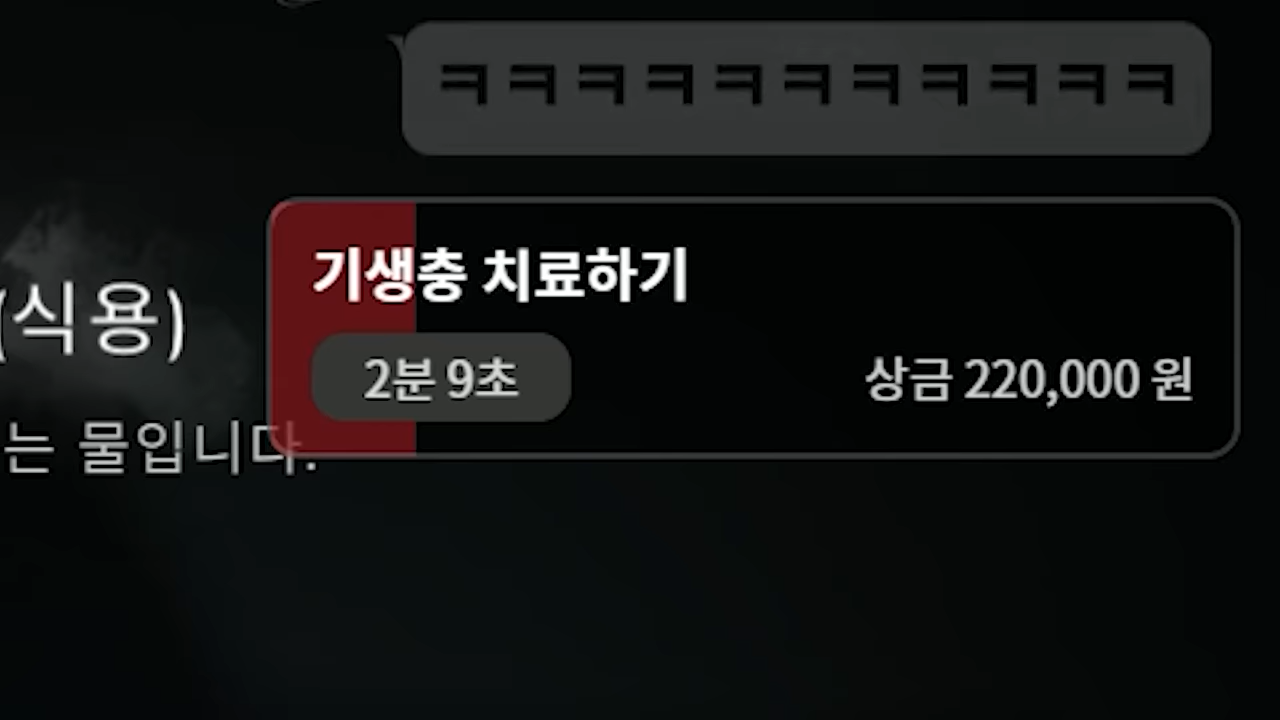 ㅋㅋㅋㅋㅋㅋㅋㅋㅋㅋㅋ
기생충 치료하기
(식용)
2분 9초
상금 220,000 원
는 물입니다.